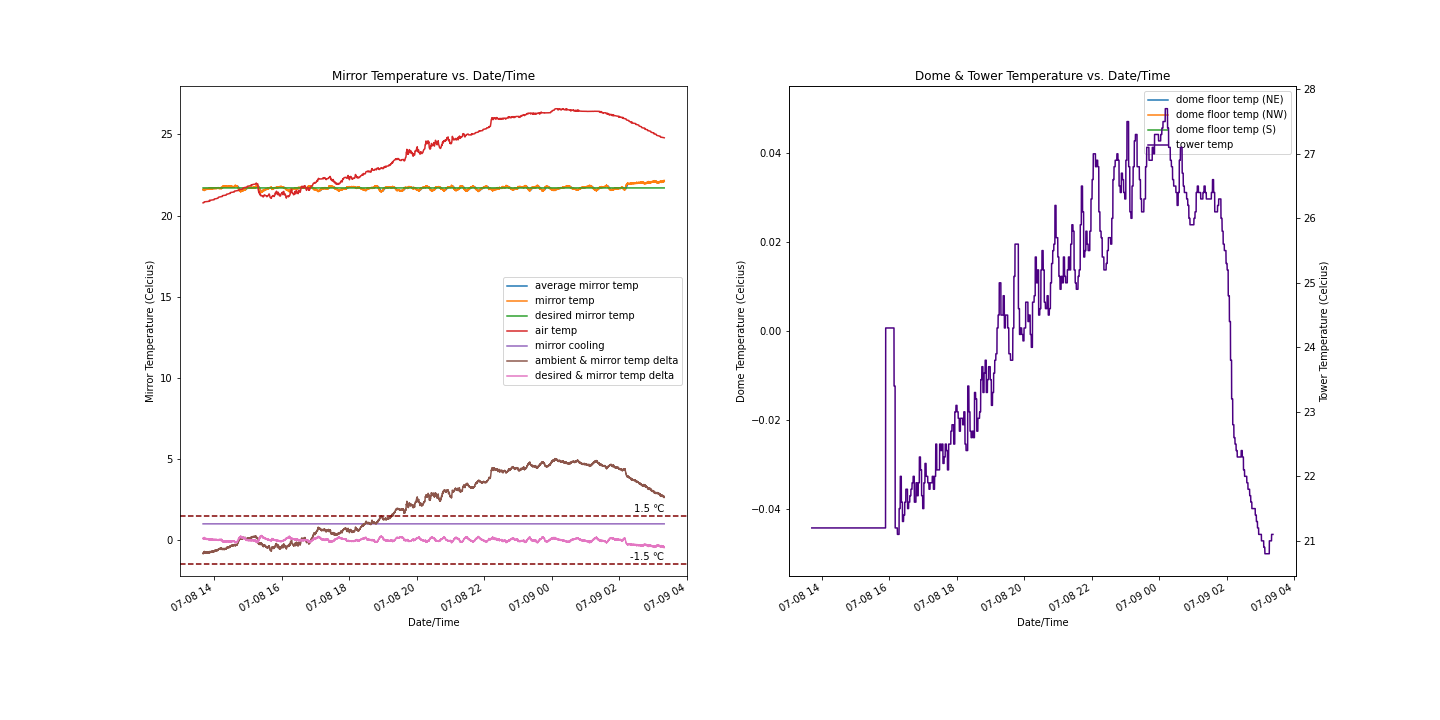 Mirror Temperature vs. Date/Time
Mirror Temperature (Celcius)
25
20
15
10
5
0
average mirror temp
mirror temp
desired mirror temp
air temp
mirror cooling
ambient & mirror temp delta
desired & mirror temp delta
1.5 °C
-1.5 °C
07-08 14
07-08 16
07-08 18
07-08 20
07-08 22
07-09 00
07-09 02
07-09 04
Date/Time
Dome & Tower Temperature vs. Date/Time
Dome Temperature (Celcius)
0.04
0.02
0.00
−0.02
−0.04
dome floor temp (NE)
dome floor temp (NW)
dome floor temp (S)
tower temp
28
27
26
25
24
23
22
21
Tower Temperature (Celcius)
07-08 14
07-08 16
07-08 18
07-08 20
07-08 22
07-09 00
07-09 02
07-09 04
Date/Time